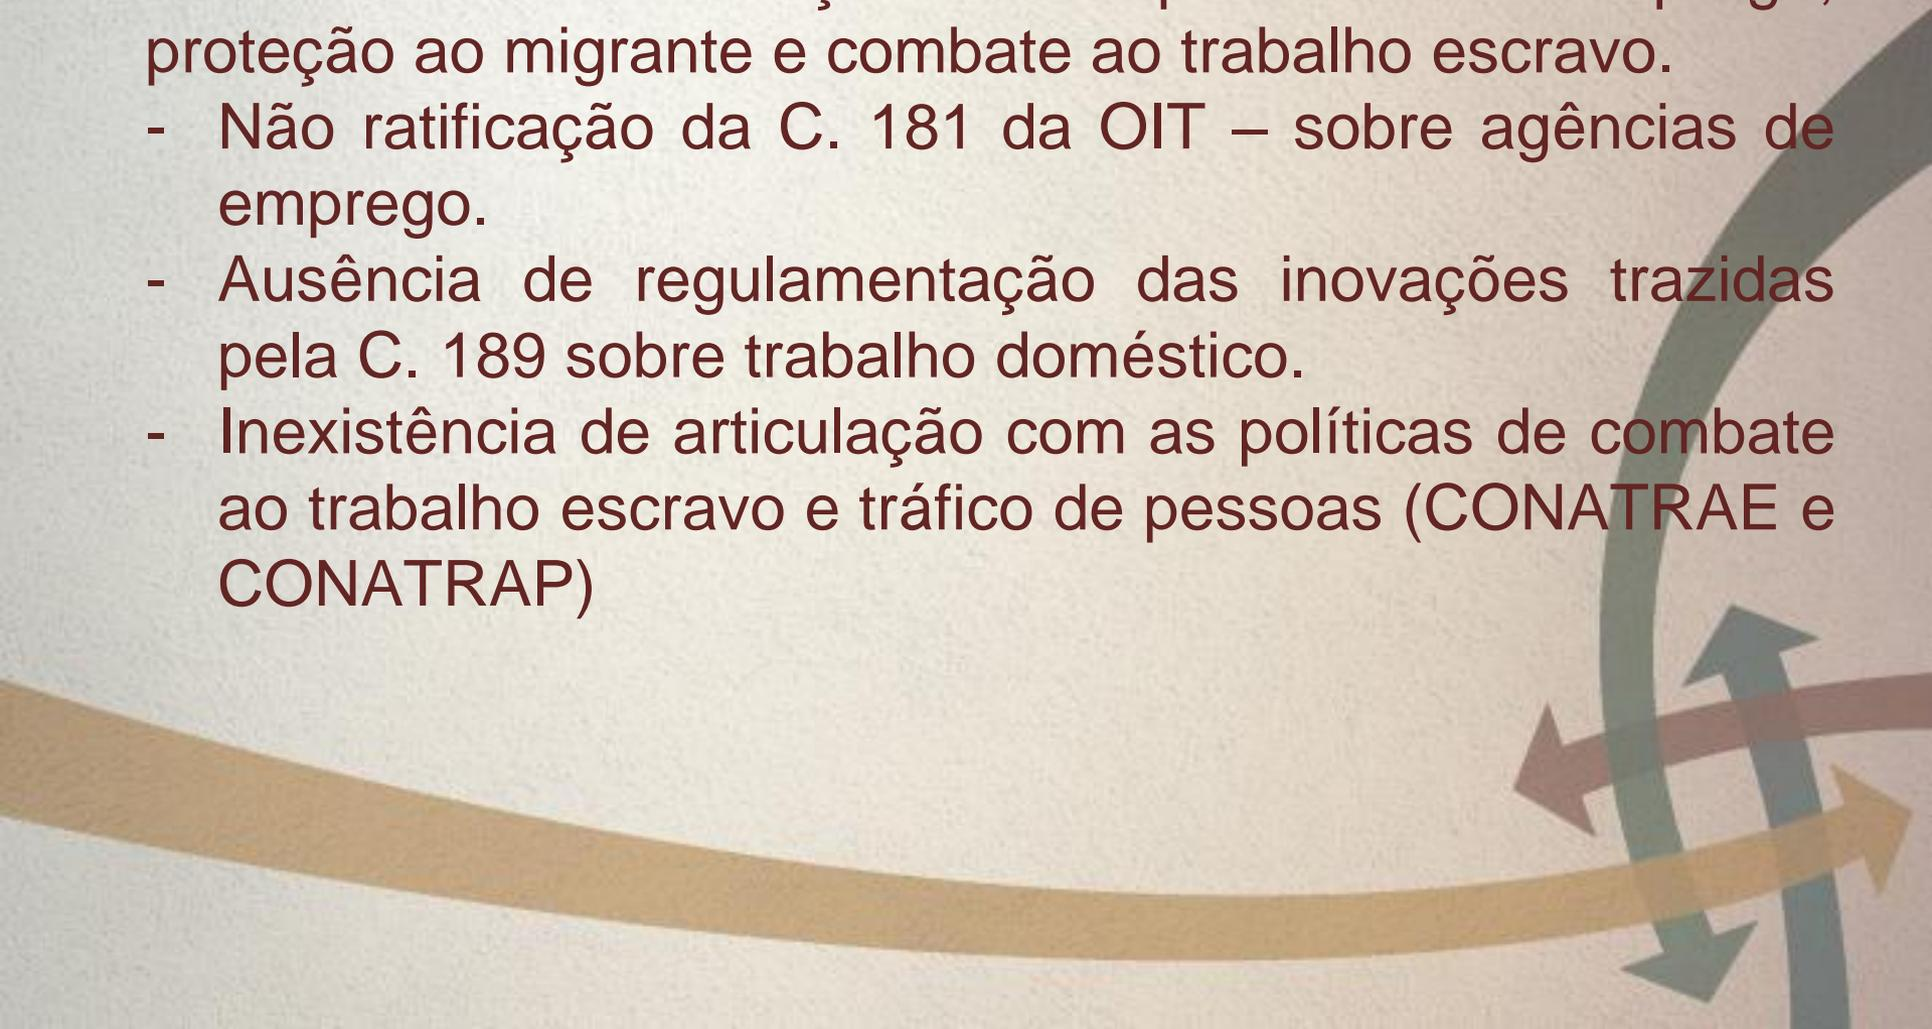 proteção ao migrante e combate ao trabalho escravo.
- Não ratificação da C. 181 da OIT – sobre agências de
emprego.
- Ausência de regulamentação das inovações trazidas
pela C. 189 sobre trabalho doméstico.
- Inexistência de articulação com as políticas de combate
ao trabalho escravo e tráfico de pessoas (CONATRAE e
CONATRAP)